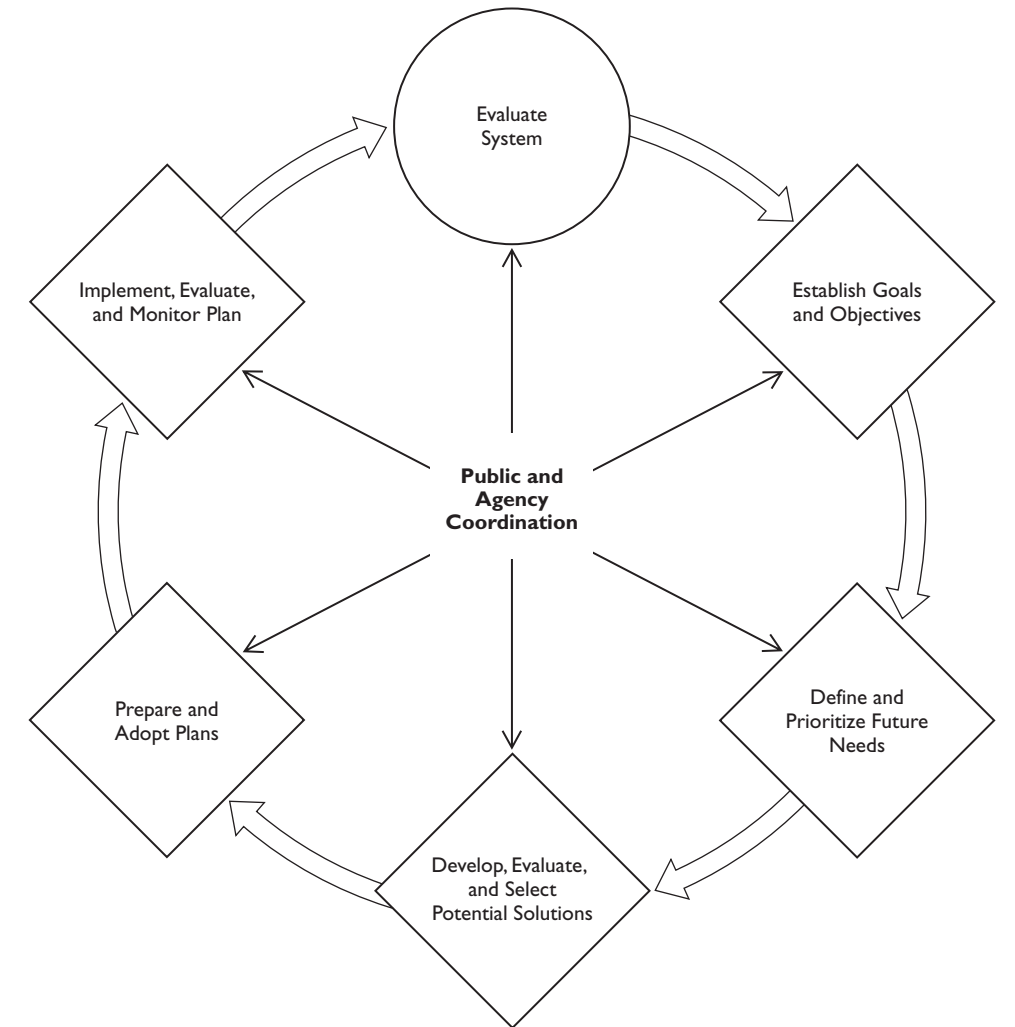 Evaluate
System
Establish Goals
and Objectives
Define and
Prioritize Future
Needs
Develop, Evaluate,
and Select
Potential Solutions
Prepare and
Adopt Plans
Implement, Evaluate,
and Monitor Plan
Public and
Agency
Coordination